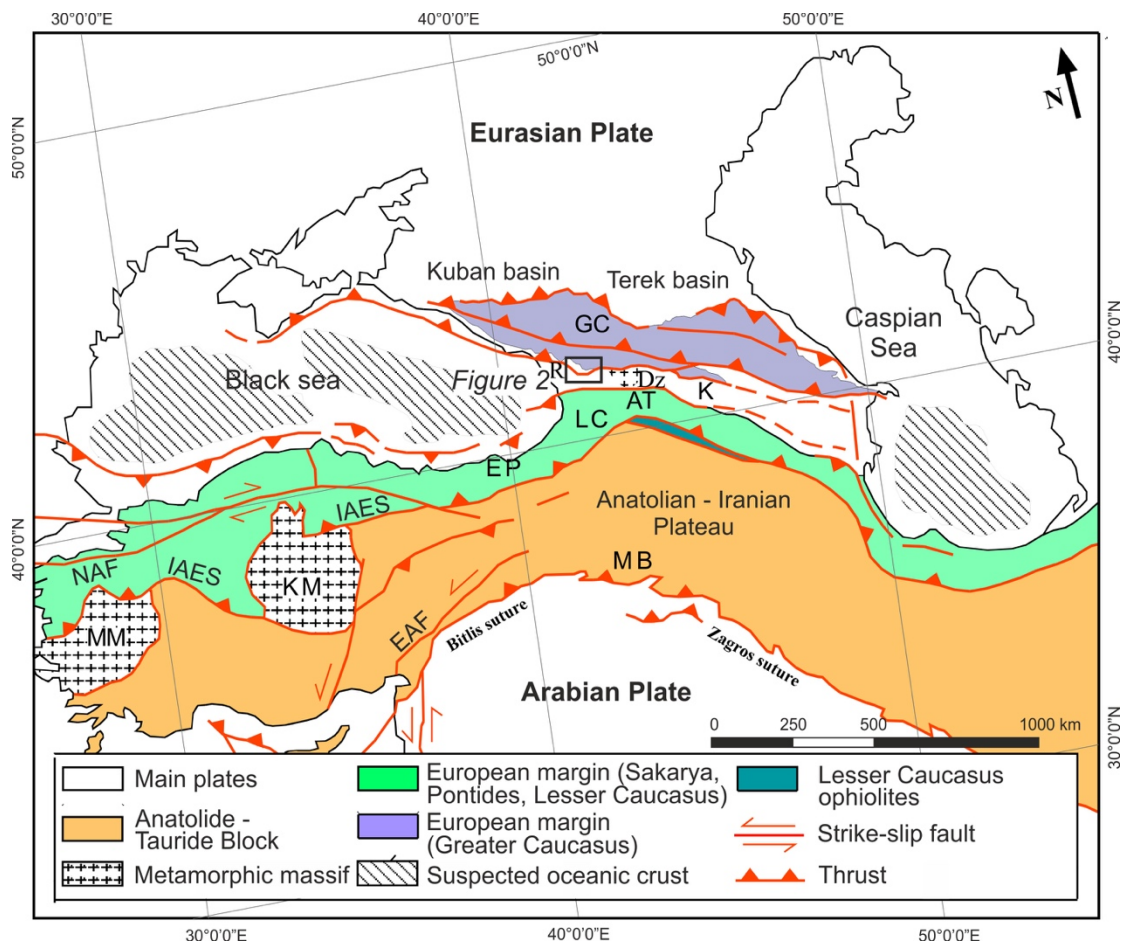 30°0'0"E
40°0'0"E
50°0'0"E
50°0'0"N
N
50°0'0"N
Eurasian Plate
Kuban basin
Terek basin
Caspian
Sea
40°0'0"N
GC
Black sea
Figure 2
R
Dz
K
AT
LC
EP
IAES
Anatolian - Iranian
Plateau
40°0'0"N
NAF
IAES
KM
MB
MM
EAF
Bitlis suture
Zagros suture
Arabian Plate
0 250 500 1000 km
30°0'0"N
Main plates
Anatolide -
Tauride Block
Metamorphic massif
European margin (Sakarya,
Pontides, Lesser Caucasus)
European margin
(Greater Caucasus)
Suspected oceanic crust
Lesser Caucasus
ophiolites
Strike-slip fault
Thrust
30°0'0"E
40°0'0"E
50°0'0"E